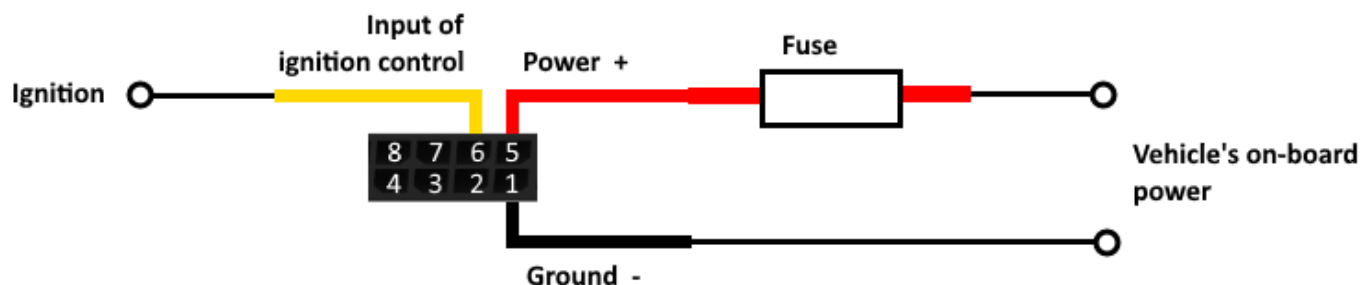 Input of
ignition control
Power +
Fuse
Ignition
8 7 6 5
4 3 2 1
Vehicle's on-board
power
Ground -